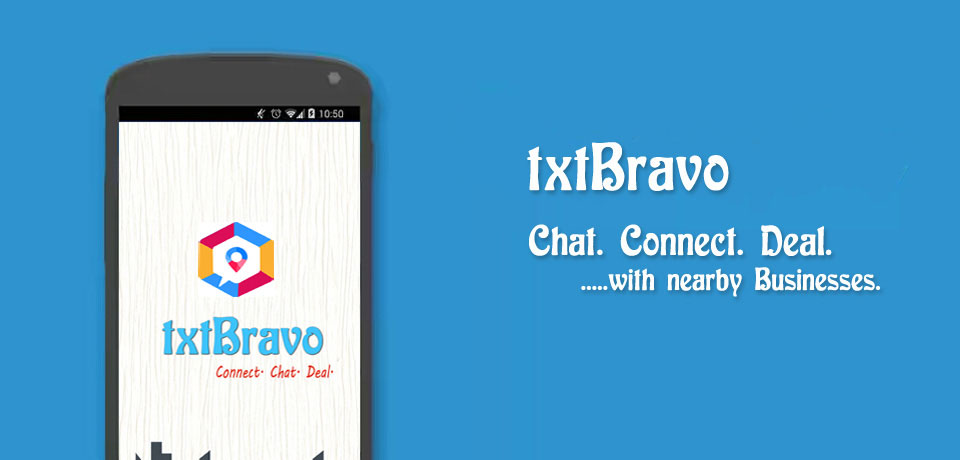 10:50
txtBravo
Connect. Chat. Deal.
txtBravo
Chat. Connect. Deal.
.....with nearby Businesses.